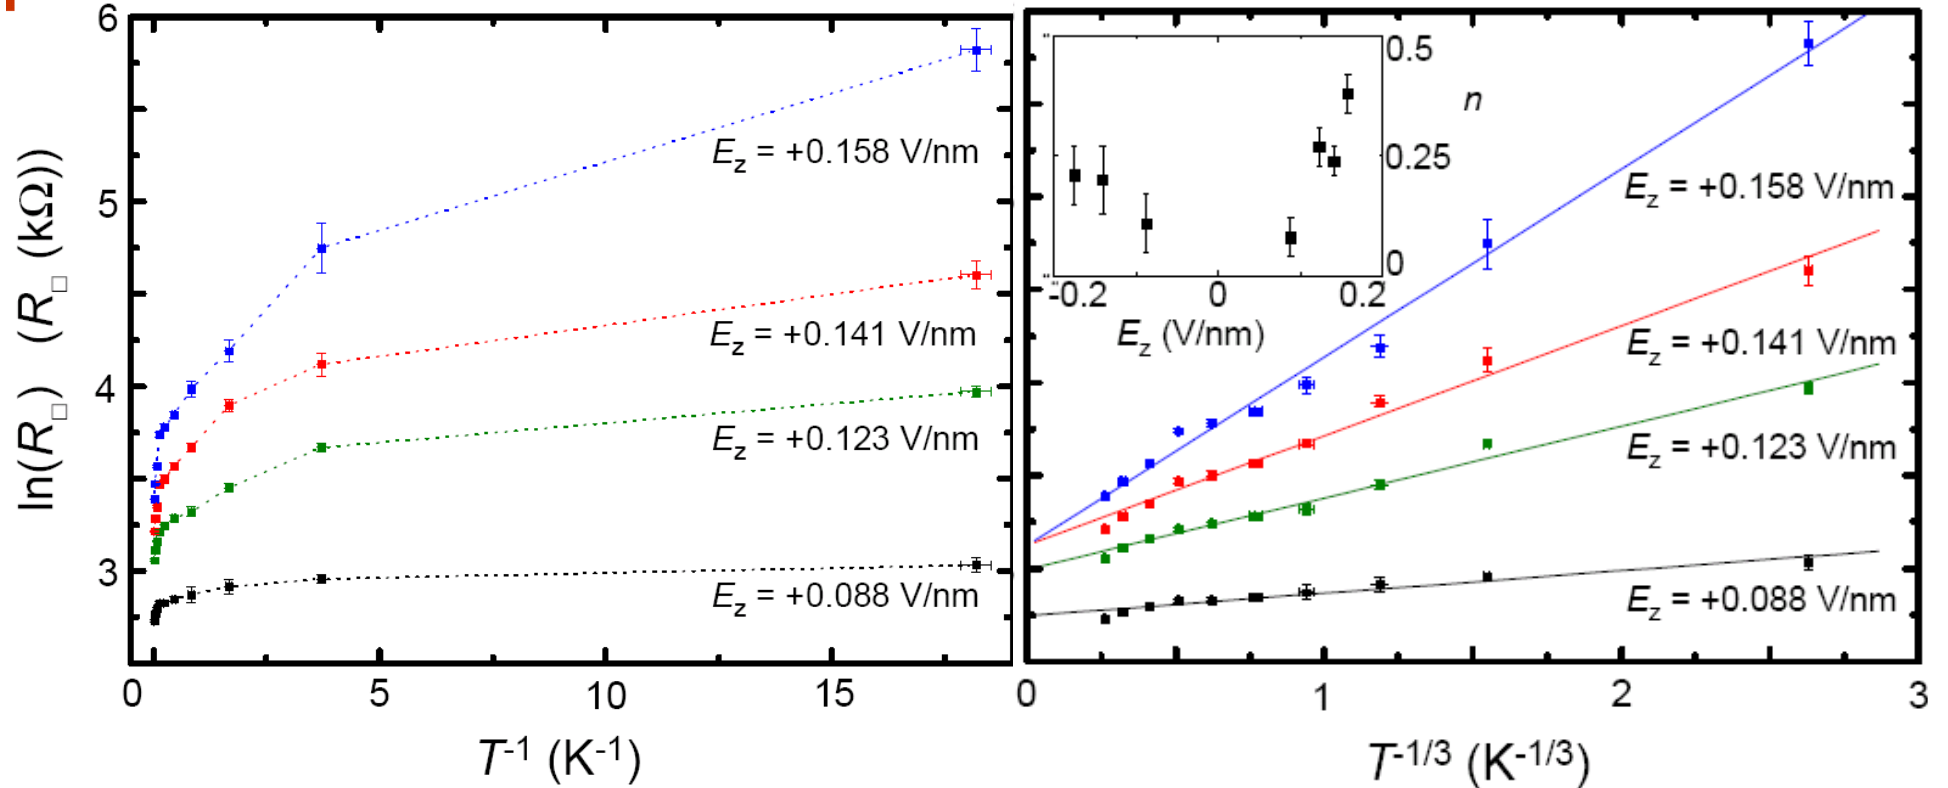 6
5
4
3
ln(R□) (R□ (kΩ))
Ez = +0.158 V/nm
Ez = +0.141 V/nm
Ez = +0.123 V/nm
Ez = +0.088 V/nm
0 5 10 15
T-1 (K-1)
0.5
n
0.25
0
-0.2 0 0.2
Ez (V/nm)
Ez = +0.158 V/nm
Ez = +0.141 V/nm
Ez = +0.123 V/nm
Ez = +0.088 V/nm
0 1 2 3
T-1/3 (K-1/3)